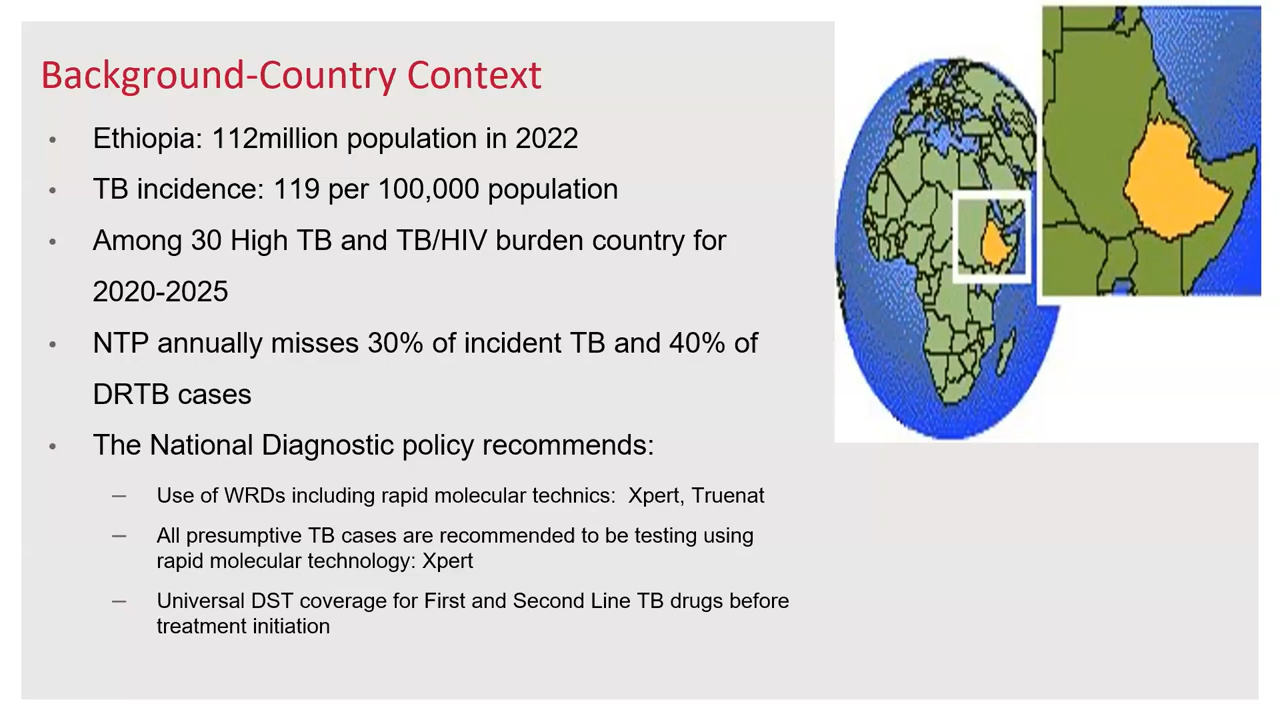 Background-Country Context
• Ethiopia: 112million population in 2022
• TB incidence: 119 per 100,000 population
• Among 30 High TB and TB/HIV burden country for
2020-2025
• NTP annually misses 30% of incident TB and 40% of
DRTB cases
• The National Diagnostic policy recommends:
– Use of WRDs including rapid molecular technics: Xpert, Truenat
– All presumptive TB cases are recommended to be testing using
rapid molecular technology: Xpert
– Universal DST coverage for First and Second Line TB drugs before
treatment initiation